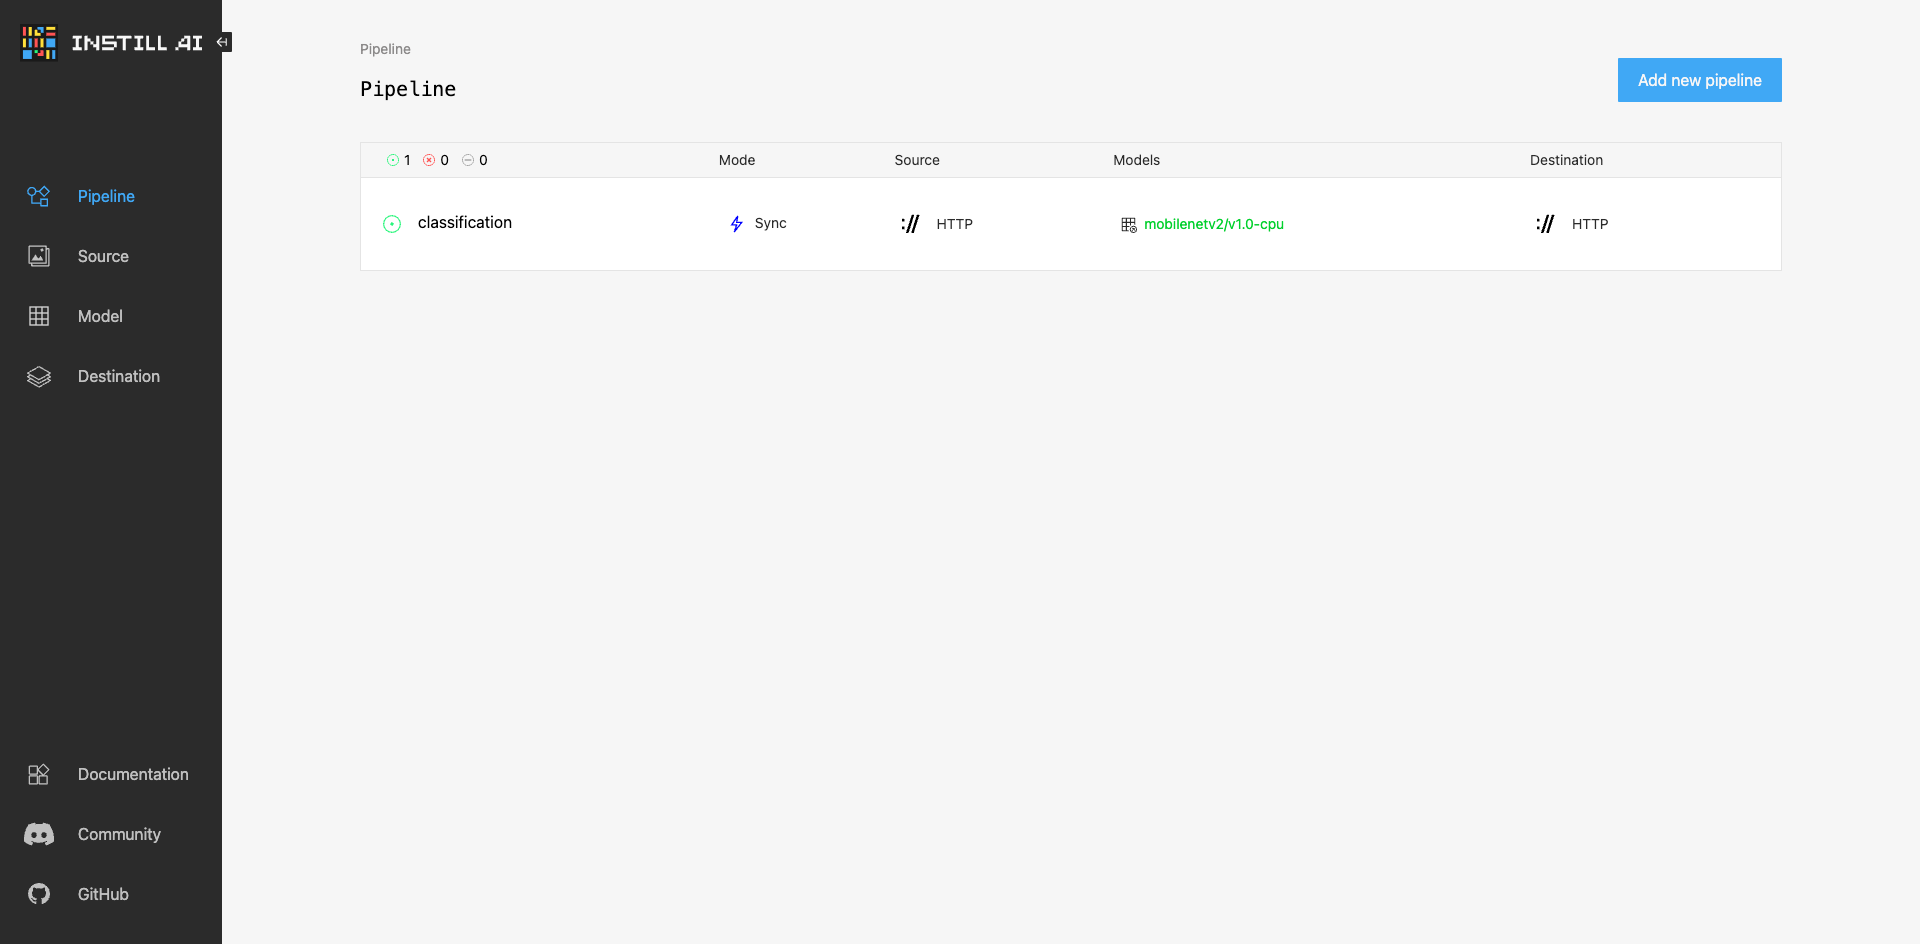 INSTILL AI
Pipeline
Source
Model
Destination
Documentation
Community
GitHub
Pipeline
Pipeline
Add new pipeline
1 0 0 Mode Source Models Destination
classification Sync :// HTTP mobilenetv2/v1.0-cpu :// HTTP